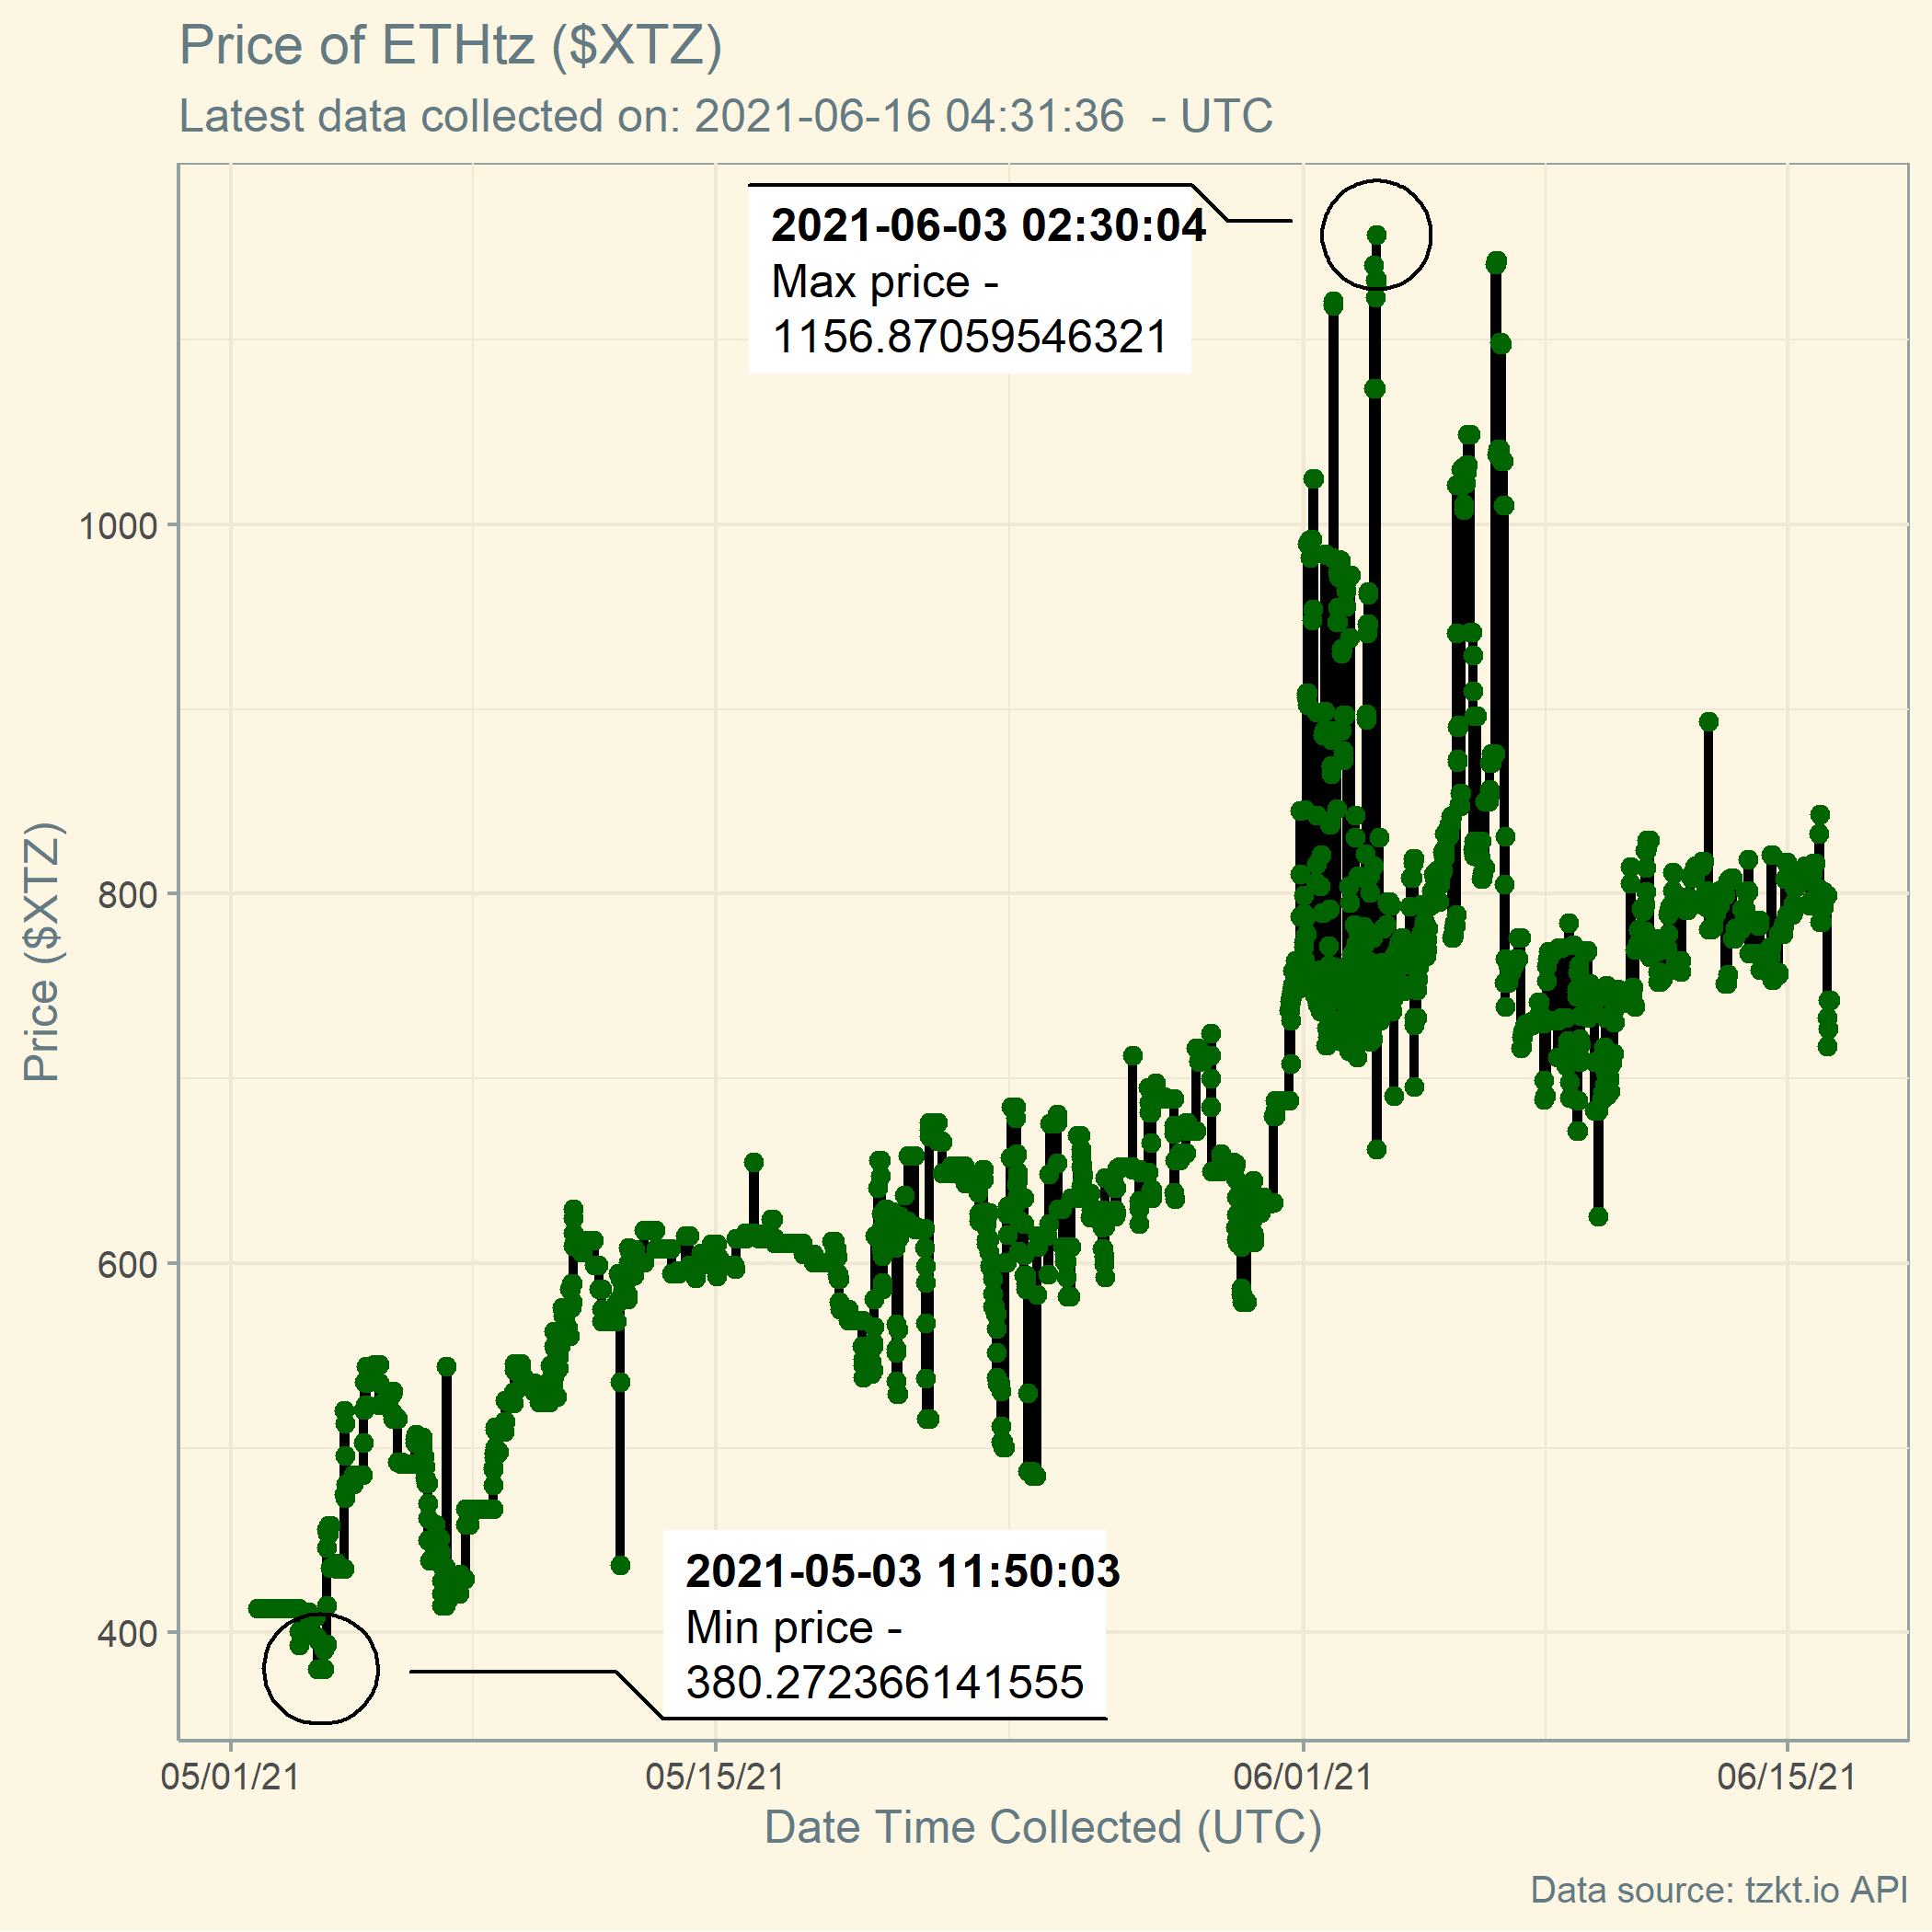 Price of ETHtz ($XTZ)
Latest data collected on: 2021-06-16 04:31:36  - UTC
2021-06-03 02:30:04
Max price -
1156.87059546321
1000
800
600
400
Price ($XTZ)
2021-05-03 11:50:03
Min price -
380.272366141555
05/01/21
05/15/21
06/01/21
06/15/21
Date Time Collected (UTC)
Data source: tzkt.io API